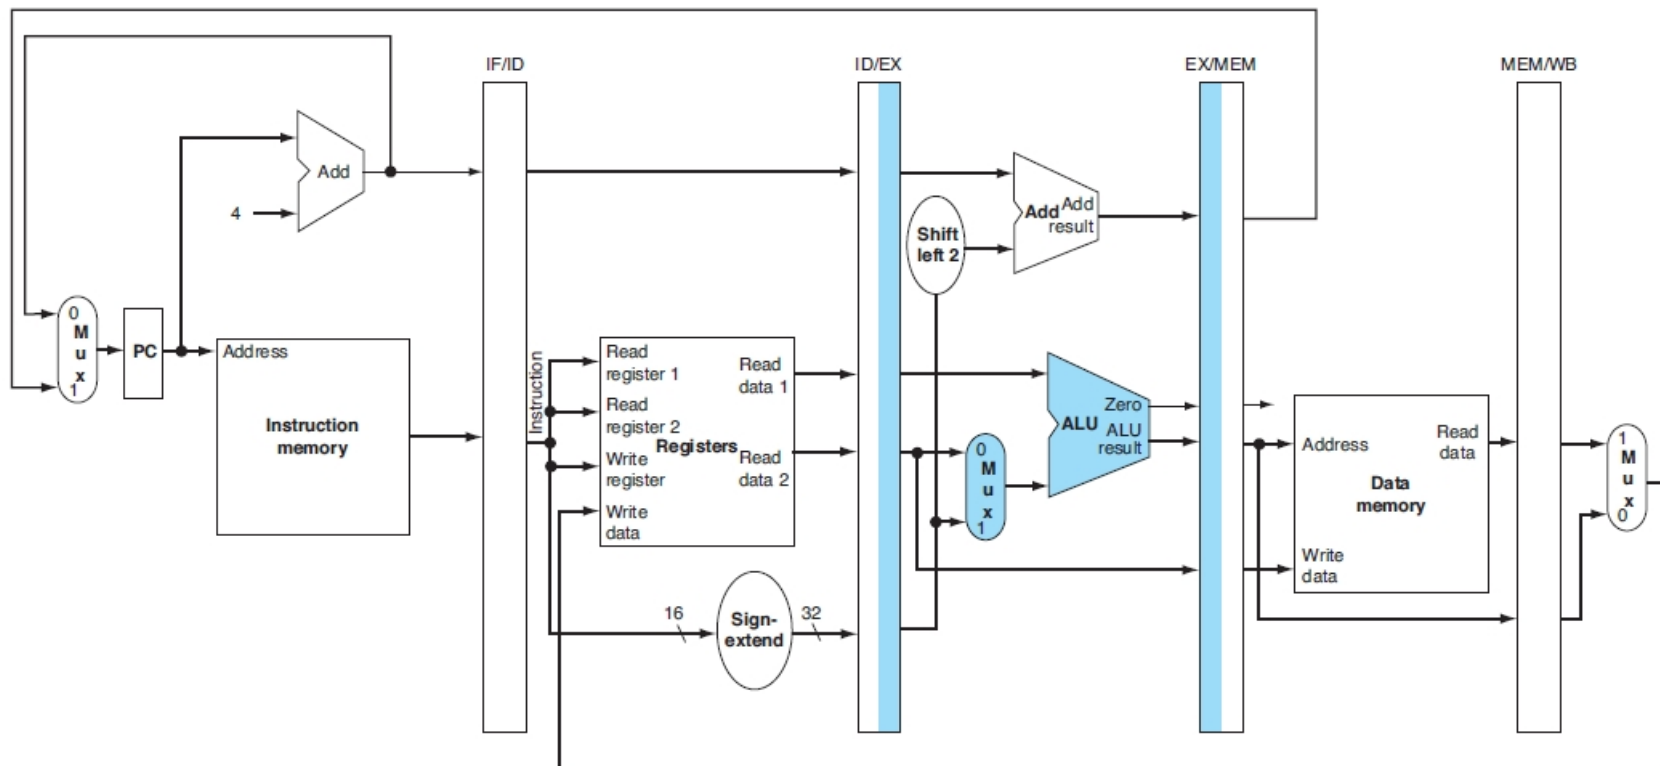 IF/ID
ID/EX
EX/MEM
MEM/WB
Add
4
Shift
left 2
Add
Add
result
0
M
u
x
1
PC
Address
Instruction
memory
Instruction
Read
register 1
Read
register 2
Write
register
Write
data
Registers
Read
data 1
Read
data 2
16
Sign-
extend
32
0
M
u
x
1
ALU
Zero
ALU
result
Address
Write
data
Data
memory
Read
data
1
M
u
x
0